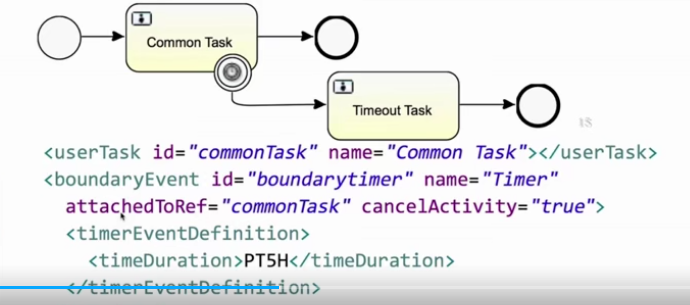 Common Task
Timeout Task
<userTask id="commonTask" name="Common Task"></userTask>
<boundaryEvent id="boundarytimer" name="Timer"
attachedToRef="commonTask" cancelActivity="true">
<timerEventDefinition>
<timeDuration>PT5H</timeDuration>
</timerEventDefinition>